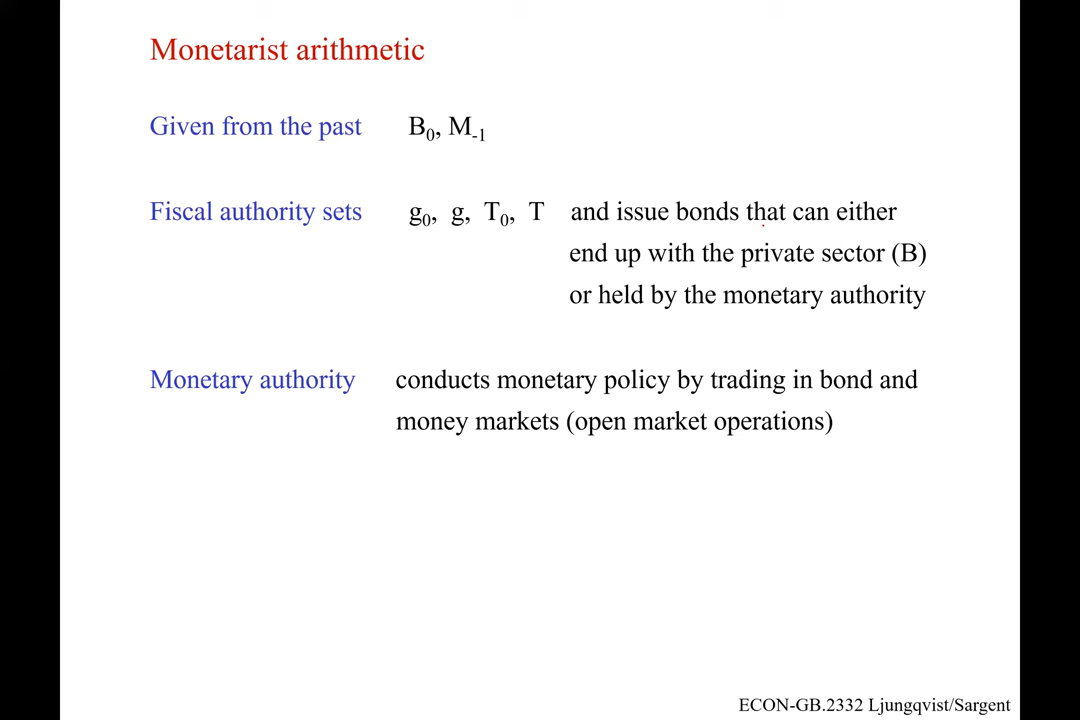 Monetarist arithmetic
Given from the past B₀, M₋₁
Fiscal authority sets g₀, g, T₀, T and issue bonds that can either
end up with the private sector (B)
or held by the monetary authority
Monetary authority conducts monetary policy by trading in bond and
money markets (open market operations)
ECON-GB.2332 Ljungqvist/Sargent